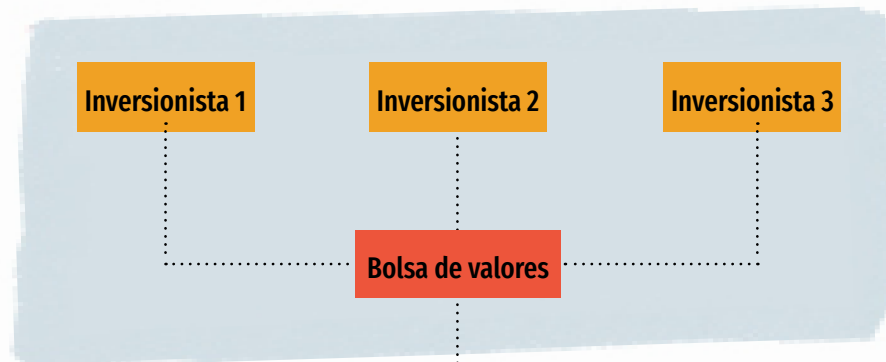 Inversionista 1
Inversionista 2
Inversionista 3
Bolsa de valores